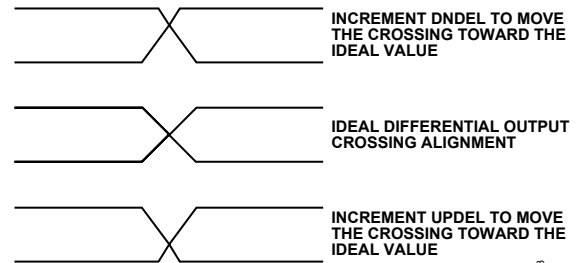 INCREMENT DNDEL TO MOVE
THE CROSSING TOWARD THE
IDEAL VALUE
IDEAL DIFFERENTIAL OUTPUT
CROSSING ALIGNMENT
INCREMENT UPDEL TO MOVE
THE CROSSING TOWARD THE
IDEAL VALUE